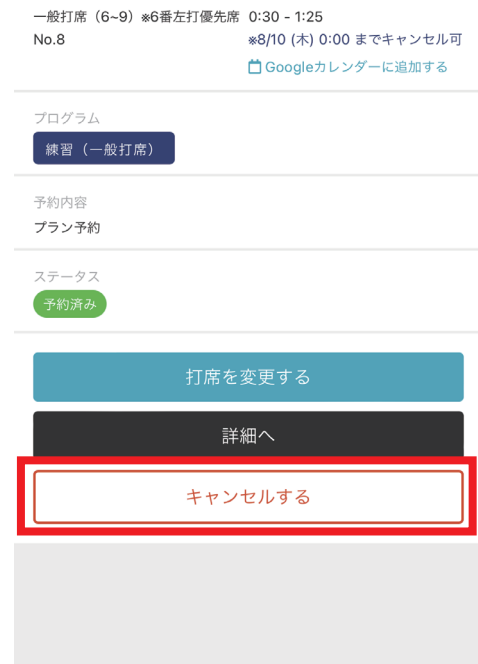 一般打席（6~9）※6番左打優先席 0:30 - 1:25
No.8 ※8/10 (木) 0:00 までキャンセル可
Googleカレンダーに追加する
プログラム
練習（一般打席）
予約内容
プラン予約
ステータス
予約済み
打席を変更する
詳細へ
キャンセルする